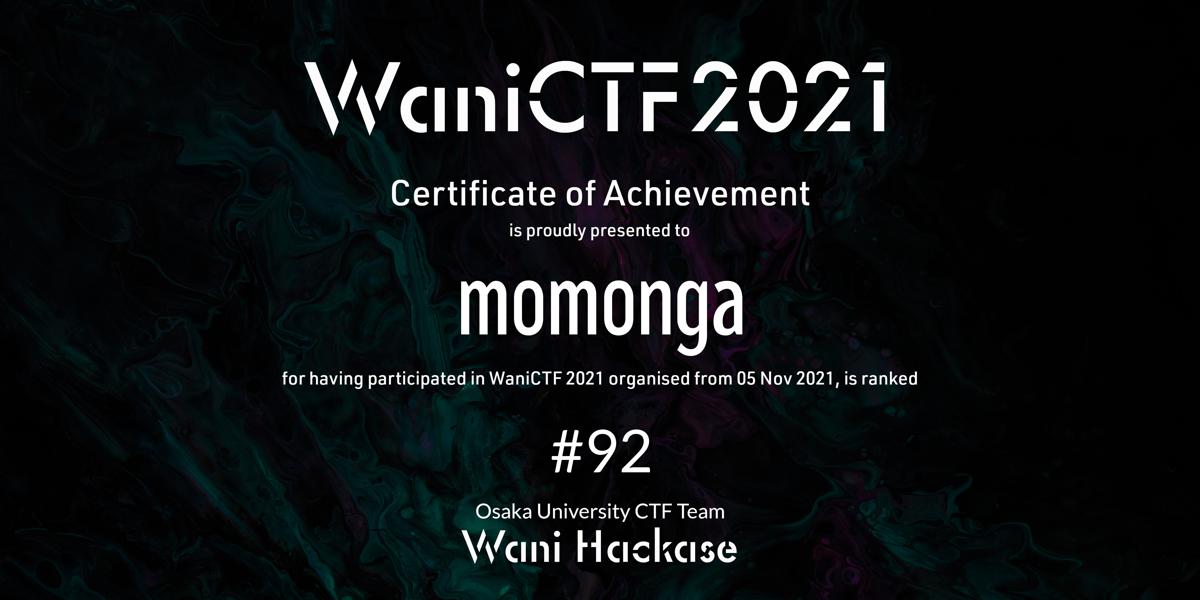 WaniCTF2021
Certificate of Achievement
is proudly presented to
momonga
for having participated in WaniCTF 2021 organised from 05 Nov 2021, is ranked
#92
Osaka University CTF Team
Wani Hackase